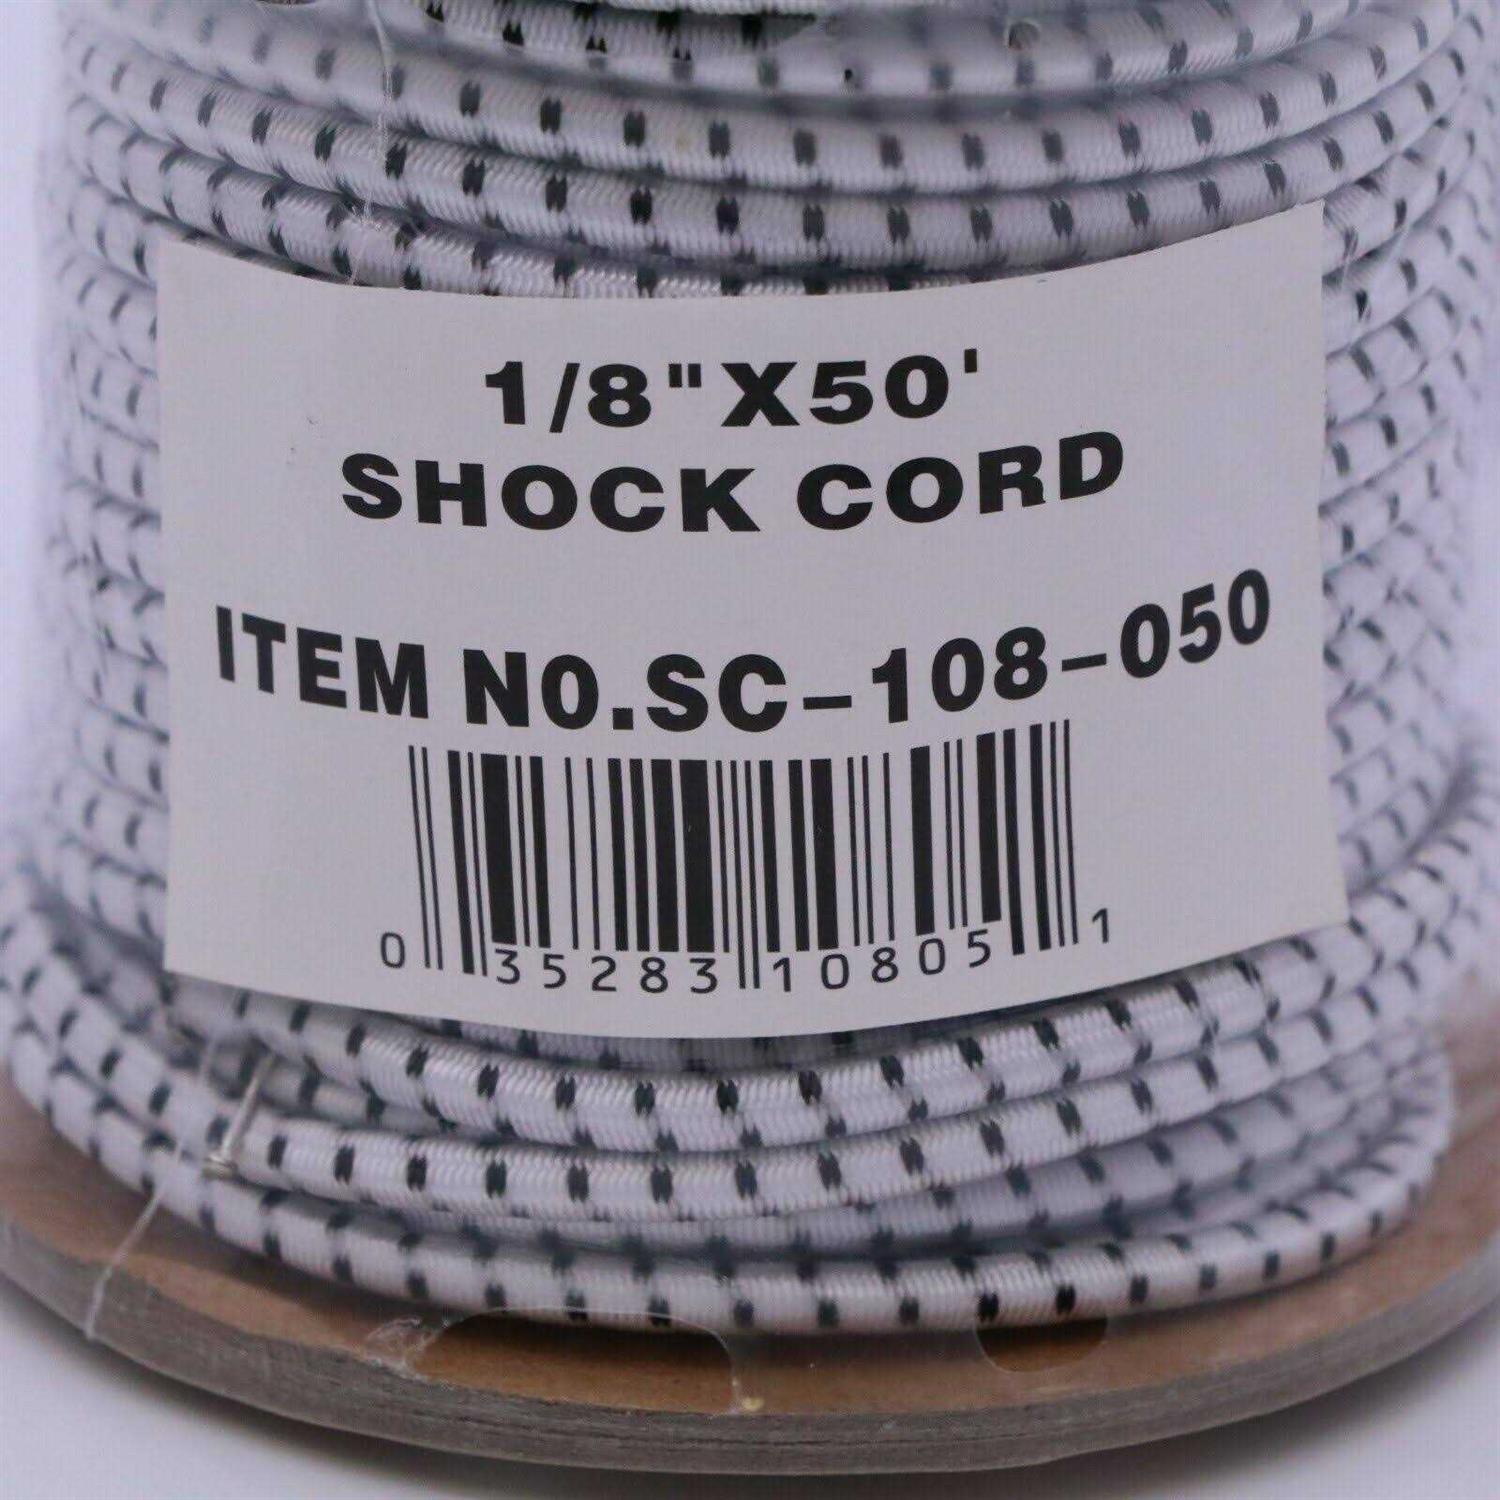 1/8"X50'
SHOCK CORD
ITEM NO.SC-108-050
0 35283 10805 1